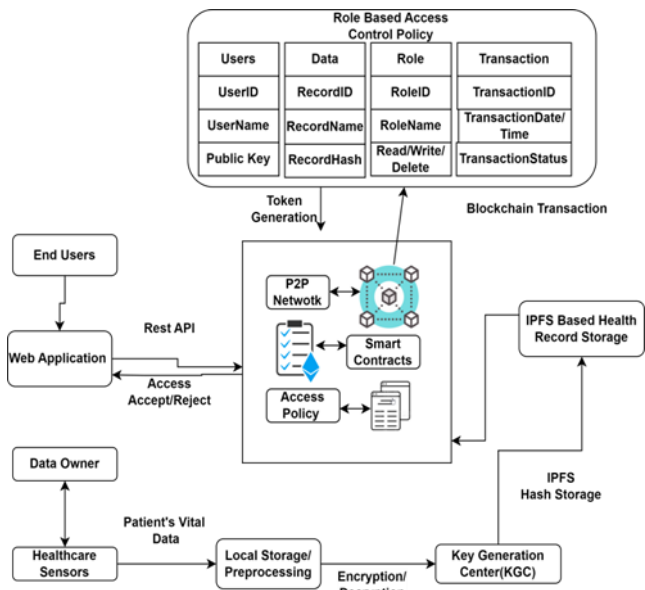 Role Based Access
Control Policy
Users Data Role Transaction
UserID RecordID RoleID TransactionID
UserName RecordName RoleName TransactionDate/
Time
Public Key RecordHash Read/Write/
Delete TransactionStatus
Token
Generation
Blockchain Transaction
End Users
Rest API
Web Application
Access
Accept/Reject
P2P
Netwotk
Smart
Contracts
Access
Policy
IPFS Based Health
Record Storage
Data Owner
IPFS
Hash Storage
Patient's Vital
Data
Healthcare
Sensors
Local Storage/
Preprocessing
Encryption/
Key Generation
Center(KGC)